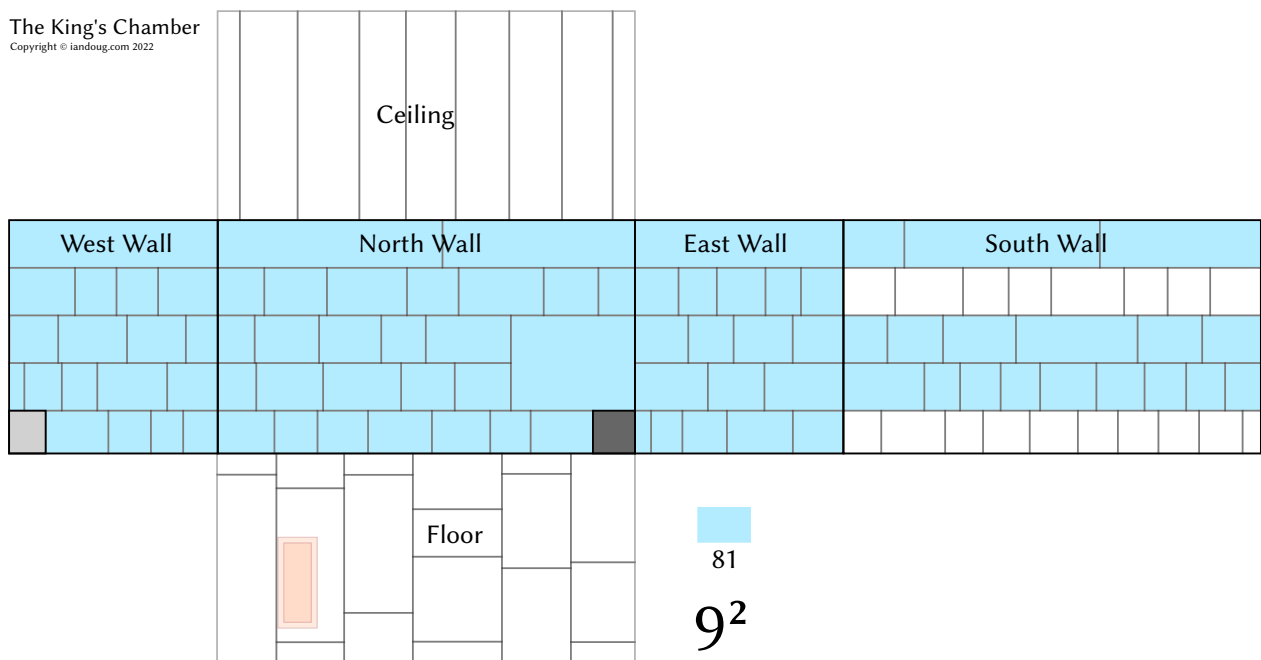 The King's Chamber
Copyright © iandoug.com 2022
Ceiling
West Wall
North Wall
East Wall
South Wall
Floor
81
9²